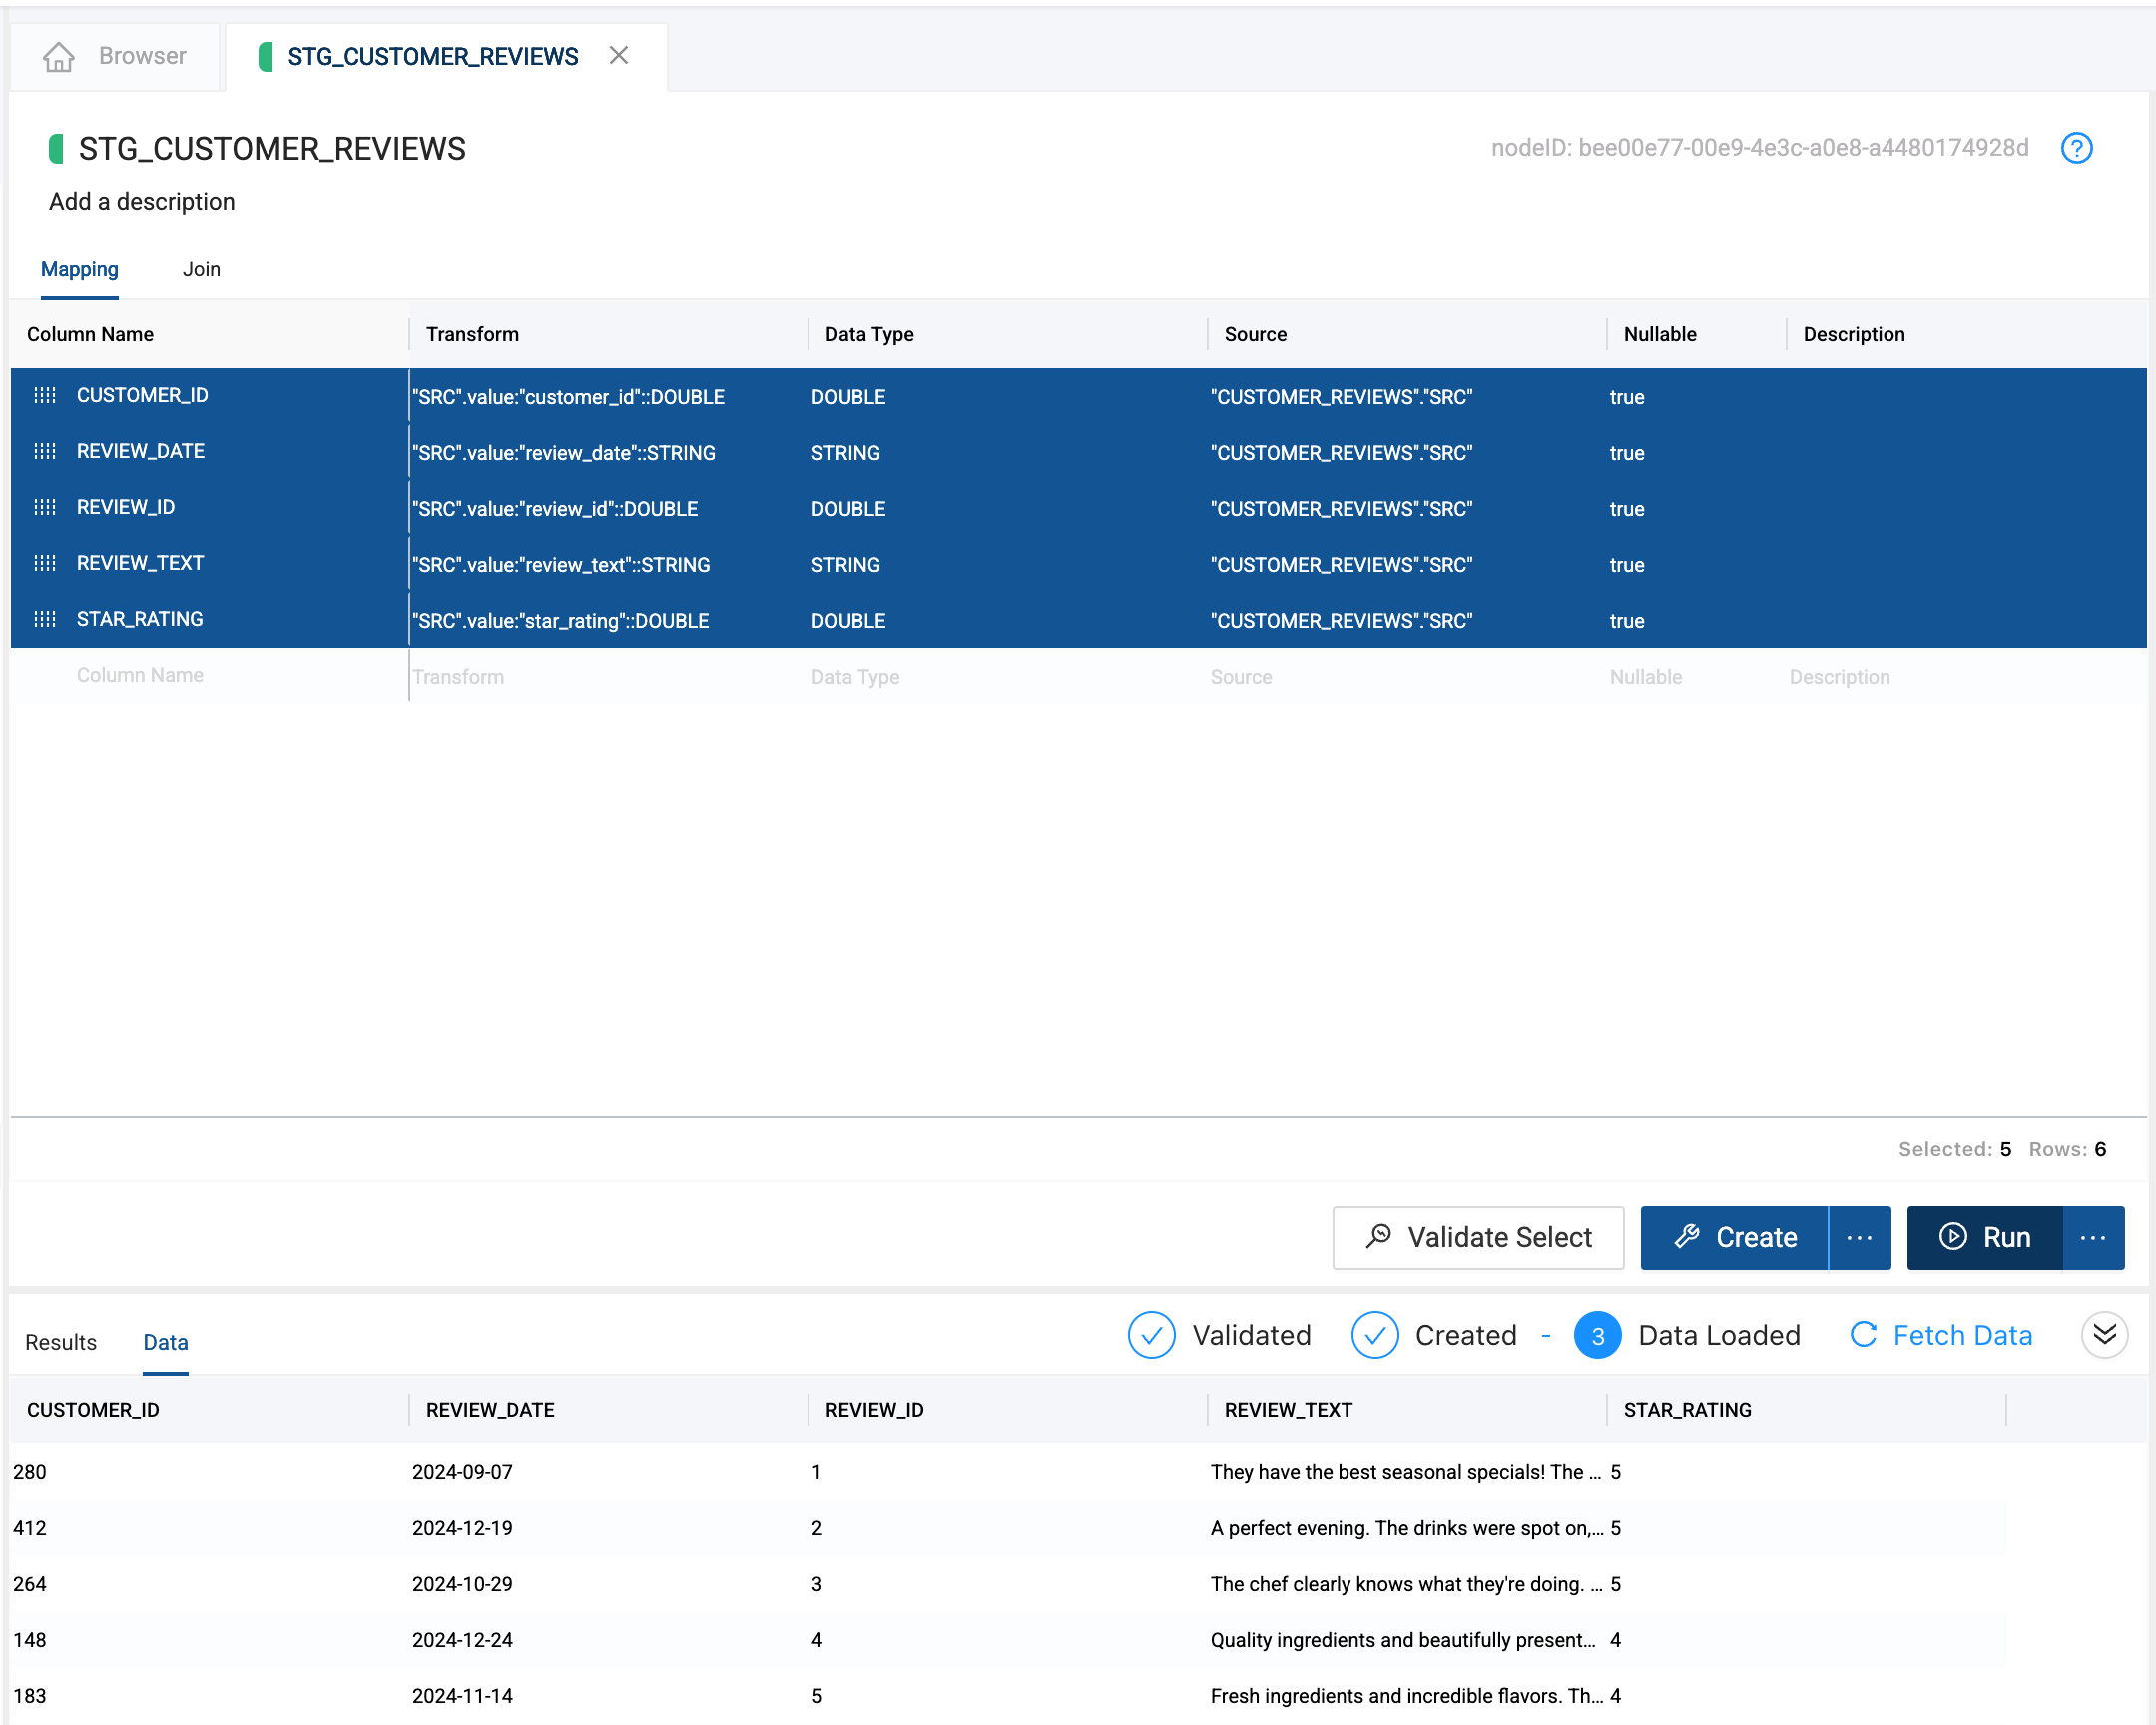 Browser STG_CUSTOMER_REVIEWS
STG_CUSTOMER_REVIEWS nodeID: bee00e77-00e9-4e3c-a0e8-a4480174928d ?
Add a description
Mapping Join
Column Name Transform Data Type Source Nullable Description
CUSTOMER_ID "SRC".value:"customer_id"::DOUBLE DOUBLE "CUSTOMER_REVIEWS"."SRC" true
REVIEW_DATE "SRC".value:"review_date"::STRING STRING "CUSTOMER_REVIEWS"."SRC" true
REVIEW_ID "SRC".value:"review_id"::DOUBLE DOUBLE "CUSTOMER_REVIEWS"."SRC" true
REVIEW_TEXT "SRC".value:"review_text"::STRING STRING "CUSTOMER_REVIEWS"."SRC" true
STAR_RATING "SRC".value:"star_rating"::DOUBLE DOUBLE "CUSTOMER_REVIEWS"."SRC" true
Column Name Transform Data Type Source Nullable Description
Selected: 5 Rows: 6
Validate Select Create ... Run ...
Results Data Validated Created - 3 Data Loaded Fetch Data
CUSTOMER_ID REVIEW_DATE REVIEW_ID REVIEW_TEXT STAR_RATING
280 2024-09-07 1 They have the best seasonal specials! The ... 5
412 2024-12-19 2 A perfect evening. The drinks were spot on,... 5
264 2024-10-29 3 The chef clearly knows what they're doing. ... 5
148 2024-12-24 4 Quality ingredients and beautifully present... 4
183 2024-11-14 5 Fresh ingredients and incredible flavors. Th... 4